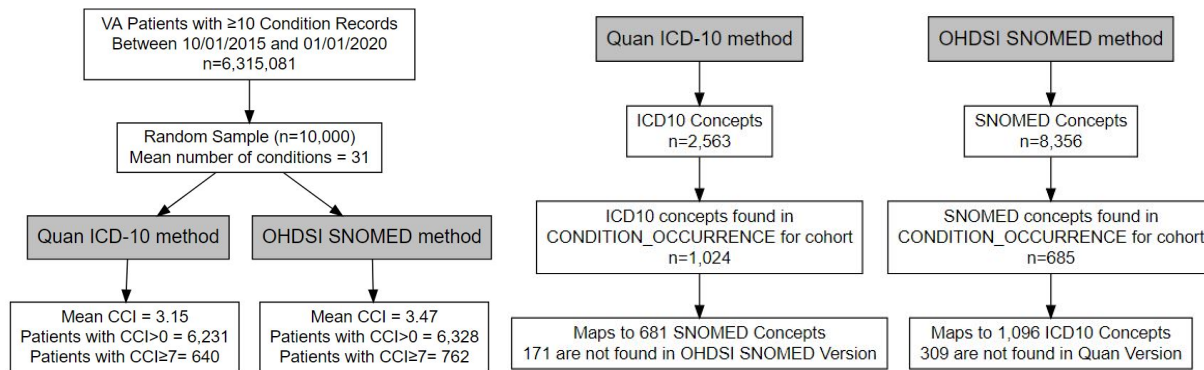 VA Patients with ≥10 Condition Records
Between 10/01/2015 and 01/01/2020
n=6,315,081
Random Sample (n=10,000)
Mean number of conditions = 31
Quan ICD-10 method
OHDSI SNOMED method
Mean CCI = 3.15
Patients with CCI>0 = 6,231
Patients with CCI≥7= 640
Mean CCI = 3.47
Patients with CCI>0 = 6,328
Patients with CCI≥7= 762
Quan ICD-10 method
ICD10 Concepts
n=2,563
ICD10 concepts found in
CONDITION_OCCURRENCE for cohort
n=1,024
Maps to 681 SNOMED Concepts
171 are not found in OHDSI SNOMED Version
OHDSI SNOMED method
SNOMED Concepts
n=8,356
SNOMED concepts found in
CONDITION_OCCURRENCE for cohort
n=685
Maps to 1,096 ICD10 Concepts
309 are not found in Quan Version